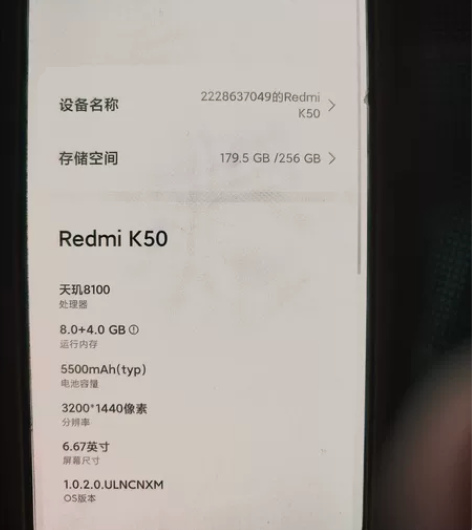 设备名称
2228637049的Redmi
K50
存储空间
179.5 GB /256 GB
Redmi K50
天玑8100
处理器
8.0+4.0 GB
运行内存
5500mAh(typ)
电池容量
3200*1440像素
分辨率
6.67英寸
屏幕尺寸
1.0.2.0.ULNCNXM
OS版本